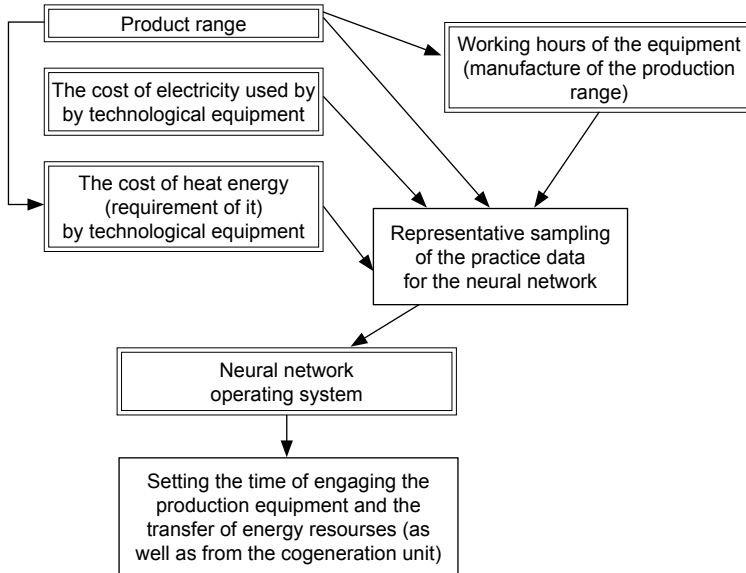 Product range
Working hours of the equipment
(manufacture of the production
range)
The cost of electricity used by
by technological equipment
The cost of heat energy
(requirement of it)
by technological equipment
Representative sampling
of the practice data
for the neural network
Neural network
operating system
Setting the time of engaging the
production equipment and the
transfer of energy resourses (as
well as from the cogeneration unit)